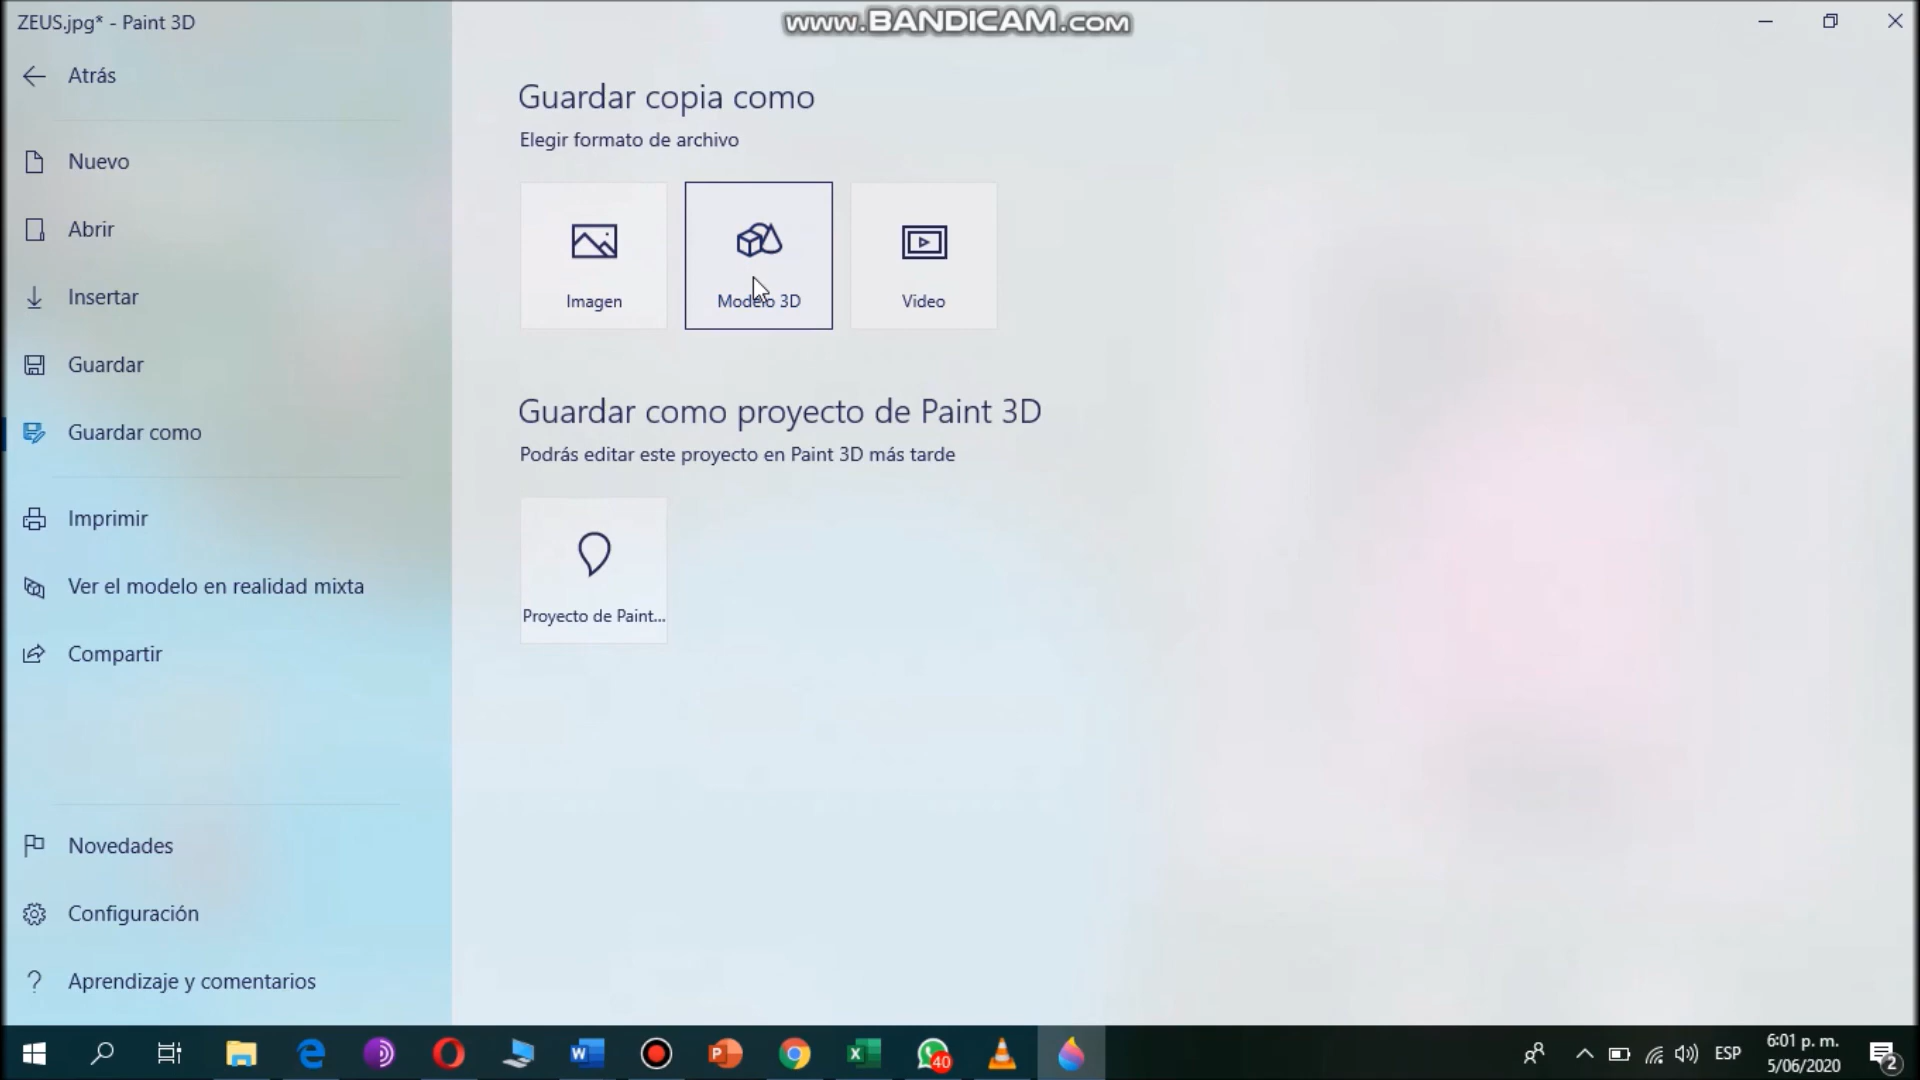 ZEUS.jpg* - Paint 3D
www.BANDICAM.com
Atrás
Nuevo
Abrir
Insertar
Guardar
Guardar como
Imprimir
Ver el modelo en realidad mixta
Compartir
Novedades
Configuración
Aprendizaje y comentarios
Guardar copia como
Elegir formato de archivo
Imagen
Modelo 3D
Video
Guardar como proyecto de Paint 3D
Podrás editar este proyecto en Paint 3D más tarde
Proyecto de Paint...
40
ESP
6:01 p. m.
5/06/2020
2